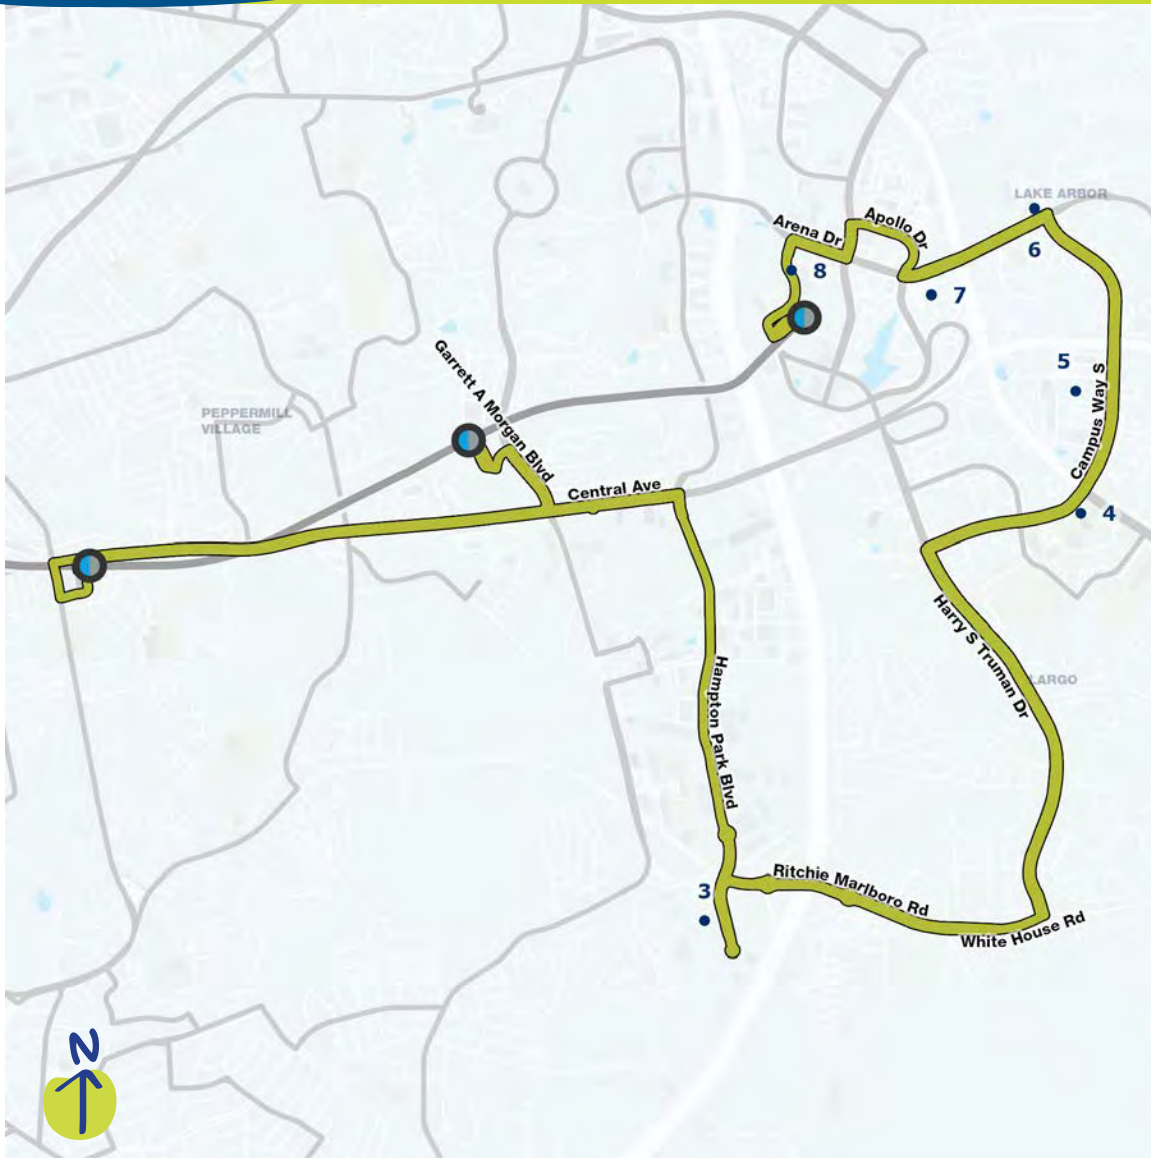 LAKE ARBOR
Apollo Dr
Arena Dr
6
8
7
Garrett A Morgan Blvd
5
Campus Way S
PEPPERMILL
VILLAGE
Central Ave
4
Harry S Truman Dr
LARGO
Hampton Park Blvd
3
Ritchie Marlboro Rd
White House Rd
N